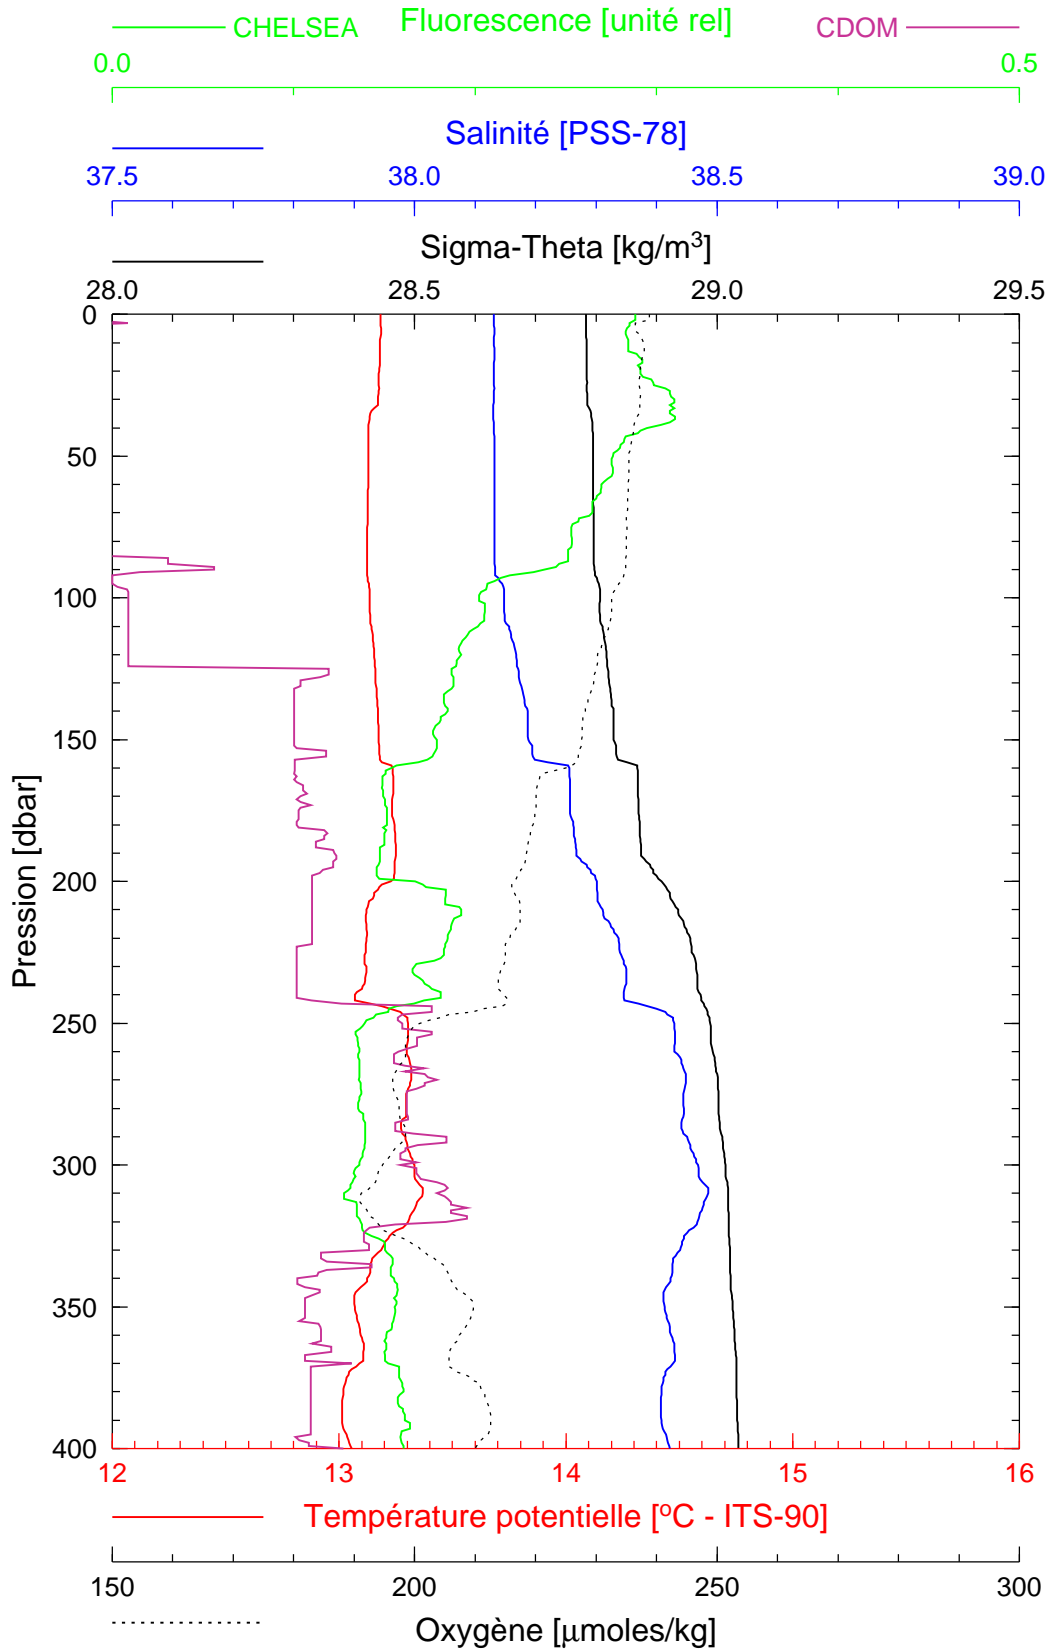 CHELSEA Fluorescence [unité rel] CDOM
0.0 0.5
Salinité [PSS-78]
37.5 38.0 38.5 39.0
Sigma-Theta [kg/m³]
28.0 28.5 29.0 29.5
0
50
100
150
200
250
300
350
400
Pression [dbar]
12 13 14 15 16
Température potentielle [°C - ITS-90]
150 200 250 300
Oxygène [μmoles/kg]